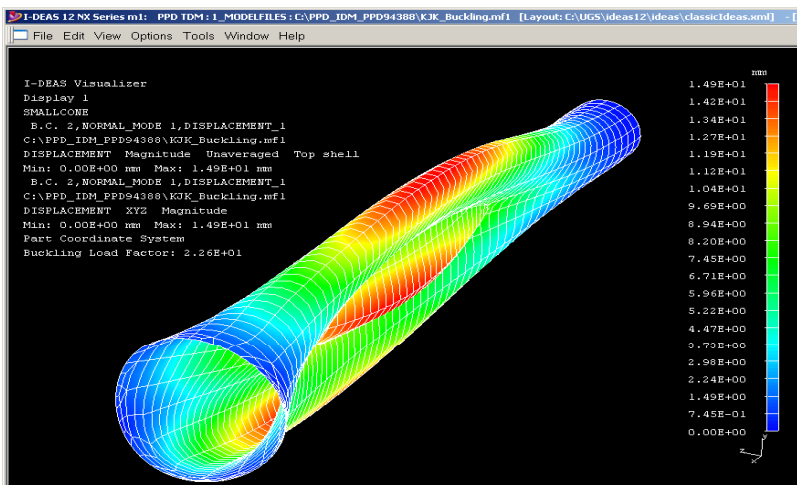 I-DEAS 12 NX Series m1: PPD TDM : 1_MODELFILES : C:\PPD_IDM_PPD94388\KJK_Buckling.mf1 [Layout: C:\UGS\ideas12\ideas\classicIdeas.xml] - [
File Edit View Options Tools Window Help
I-DEAS Visualizer
Display 1
SMALLCONE
B.C. 2,NORMAL_MODE 1,DISPLACEMENT_1
C:\PPD_IDM_PPD94388\KJK_Buckling.mf1
DISPLACEMENT Magnitude Unaveraged Top shell
Min: 0.00E+00 mm Max: 1.49E+01 mm
B.C. 2,NORMAL_MODE 1,DISPLACEMENT_1
C:\PPD_IDM_PPD94388\KJK_Buckling.mf1
DISPLACEMENT XYZ Magnitude
Min: 0.00E+00 mm Max: 1.49E+01 mm
Part Coordinate System
Buckling Load Factor: 2.26E+01
mm
1.49E+01
1.42E+01
1.34E+01
1.27E+01
1.19E+01
1.12E+01
1.04E+01
9.69E+00
8.94E+00
8.20E+00
7.45E+00
6.71E+00
5.96E+00
5.22E+00
4.47E+00
2.98E+00
2.24E+00
1.49E+00
7.45E-01
0.00E+00
y
z
x